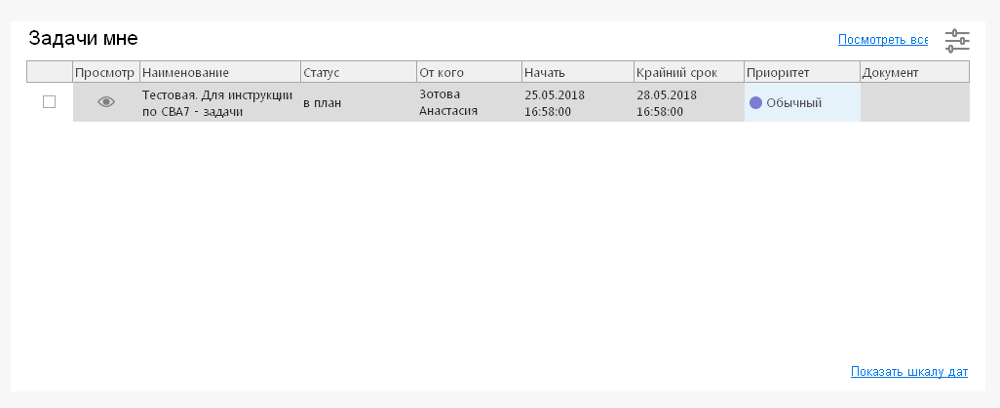 Задачи мне
Посмотреть все
Просмотр Наименование Статус От кого Начать Крайний срок Приоритет Документ
Тестовая. Для инструкции
по СВА7 - задачи
в план
Зотова
Анастасия
25.05.2018
16:58:00
28.05.2018
16:58:00
Обычный
Показать шкалу дат